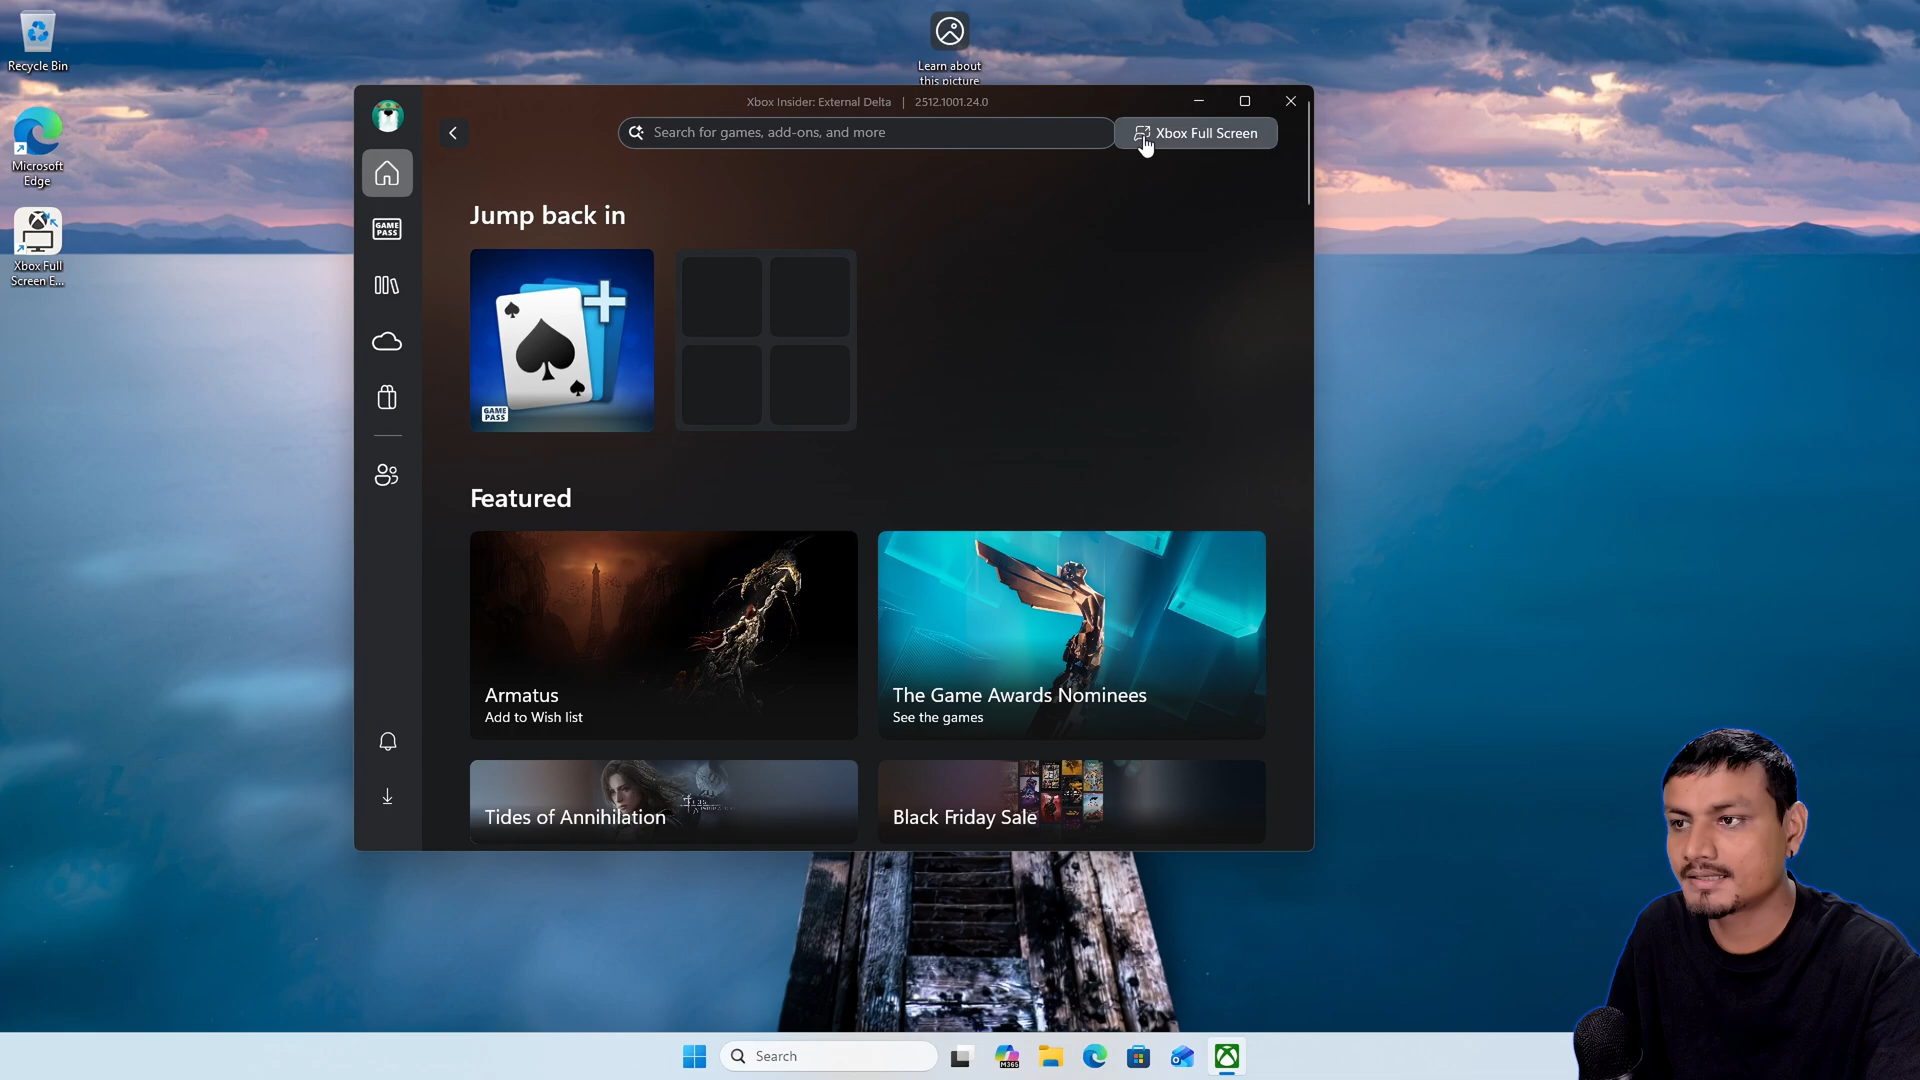 Recycle Bin
Learn about
this picture
Microsoft
Edge
Xbox Full
Screen E...
Xbox Insider: External Delta | 2512.1001.24.0
Search for games, add-ons, and more
Xbox Full Screen
GAME
PASS
Jump back in
GAME
PASS
Featured
Armatus
Add to Wish list
The Game Awards Nominees
See the games
Tides of Annihilation
Black Friday Sale
Search
M365